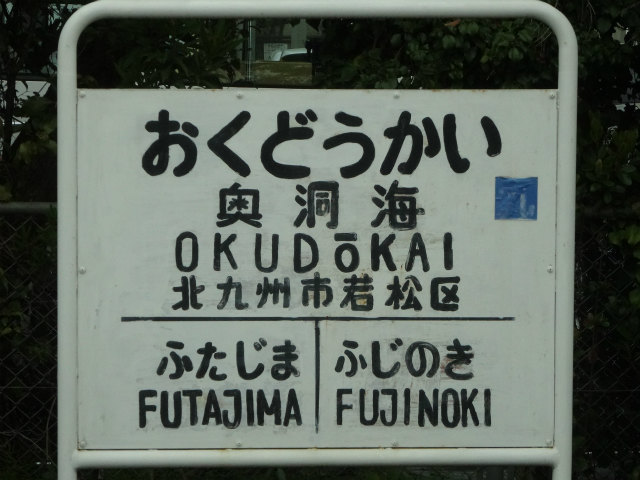 おくどうかい
奥洞海
OKUDōKAI
北九州市若松区
ふたじま ふじのき
FUTAJIMA FUJINOKI